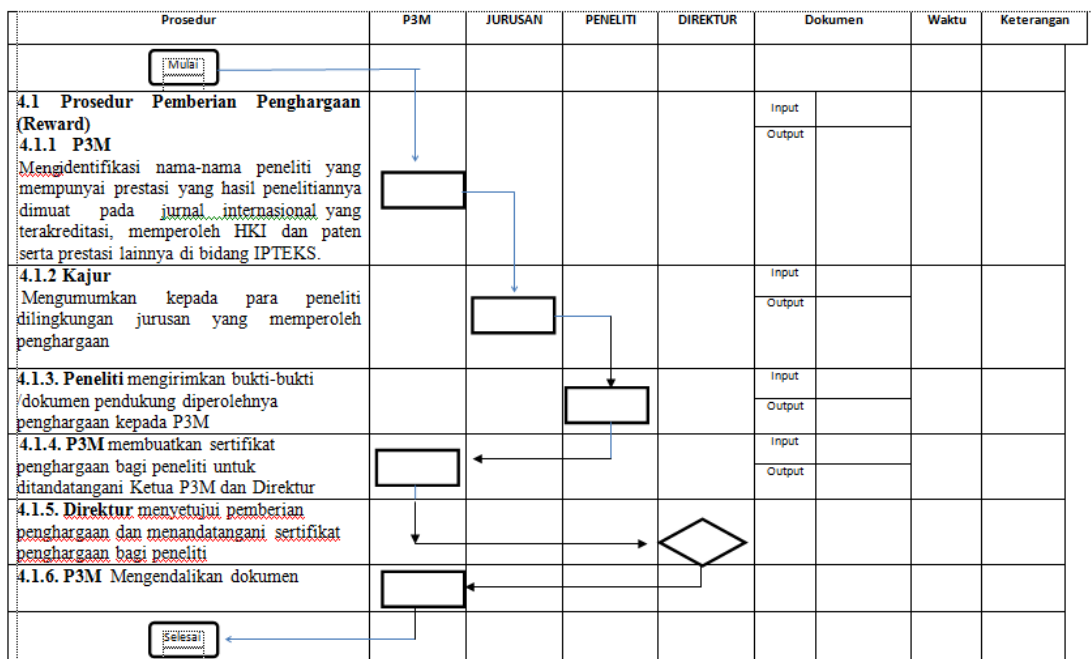 Prosedur P3M JURUSAN PENELITI DIREKTUR Dokumen Waktu Keterangan
Mulai
4.1 Prosedur Pemberian Penghargaan
(Reward)
4.1.1 P3M
Mengidentifikasi nama-nama peneliti yang
mempunyai prestasi yang hasil penelitiannya
dimuat pada jurnal internasional yang
terakreditasi, memperoleh HKI dan paten
serta prestasi lainnya di bidang IPTEKS.
Input
Output
4.1.2 Kajur
Mengumumkan kepada para peneliti
dilingkungan jurusan yang memperoleh
penghargaan
Input
Output
4.1.3. Peneliti mengirimkan bukti-bukti
/dokumen pendukung diperolehnya
penghargaan kepada P3M
Input
Output
4.1.4. P3M membuatkan sertifikat
penghargaan bagi peneliti untuk
ditandatangani Ketua P3M dan Direktur
Input
Output
4.1.5. Direktur menyetujui pemberian
penghargaan dan menandatangani sertifikat
penghargaan bagi peneliti
4.1.6. P3M Mengendalikan dokumen
Selesai